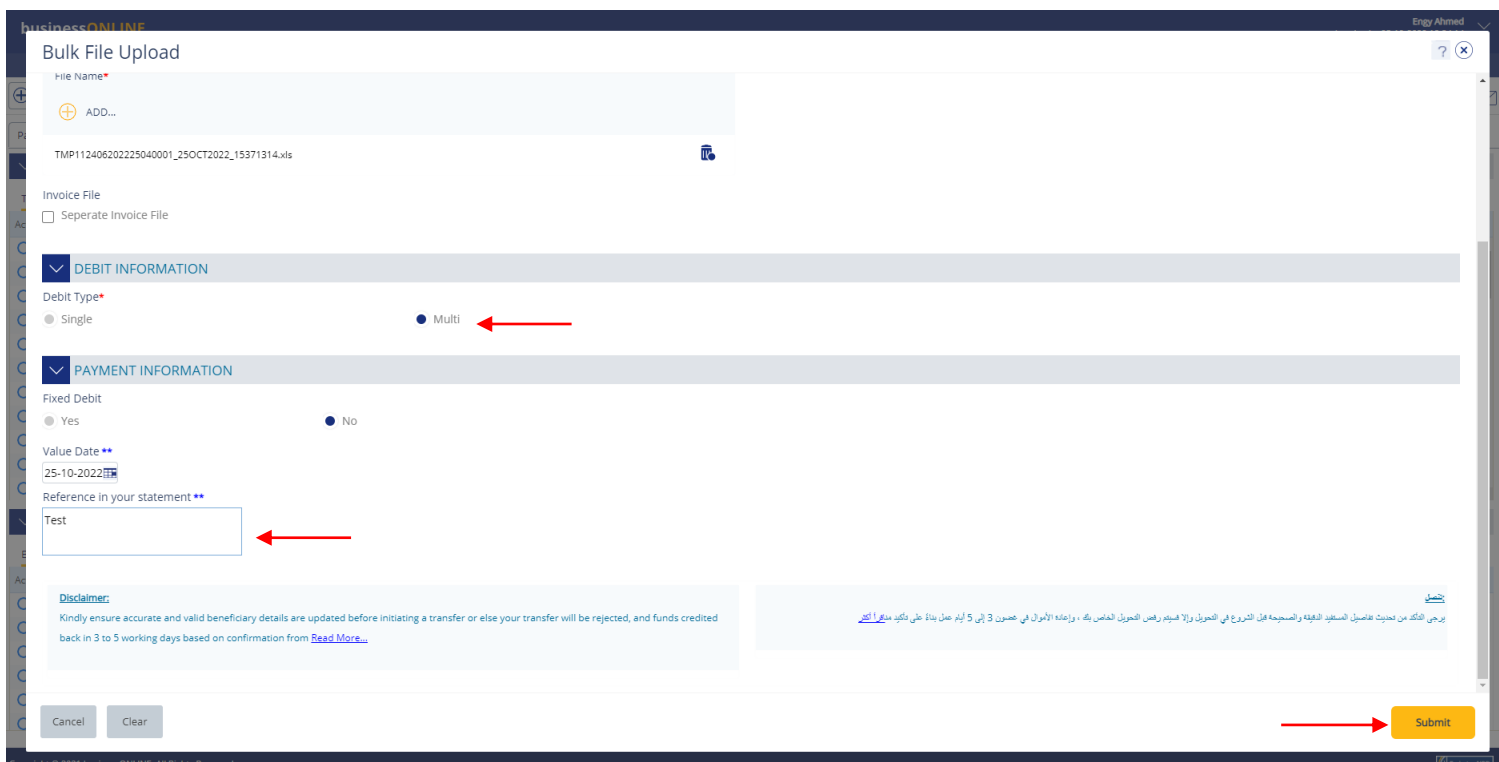 businessONLINE
Engy Ahmed
Bulk File Upload
?
File Name*
ADD...
TMP112406202225040001_25OCT2022_15371314.xls
Invoice File
Seperate Invoice File
DEBIT INFORMATION
Debit Type*
Single Multi
PAYMENT INFORMATION
Fixed Debit
Yes No
Value Date **
25-10-2022
Reference in your statement **
Test
Disclaimer:
Kindly ensure accurate and valid beneficiary details are updated before initiating a transfer or else your transfer will be rejected, and funds credited
back in 3 to 5 working days based on confirmation from Read More...
يرجى التأكد من تحديث تفاصيل المستفيد الدقيقة والصحيحة قبل الشروع في التحويل وإلا فسيتم رفض التحويل الخاص بك ، وإعادة الأموال في غضون 3 إلى 5 أيام عمل بناءً على تأكيد
Cancel Clear Submit